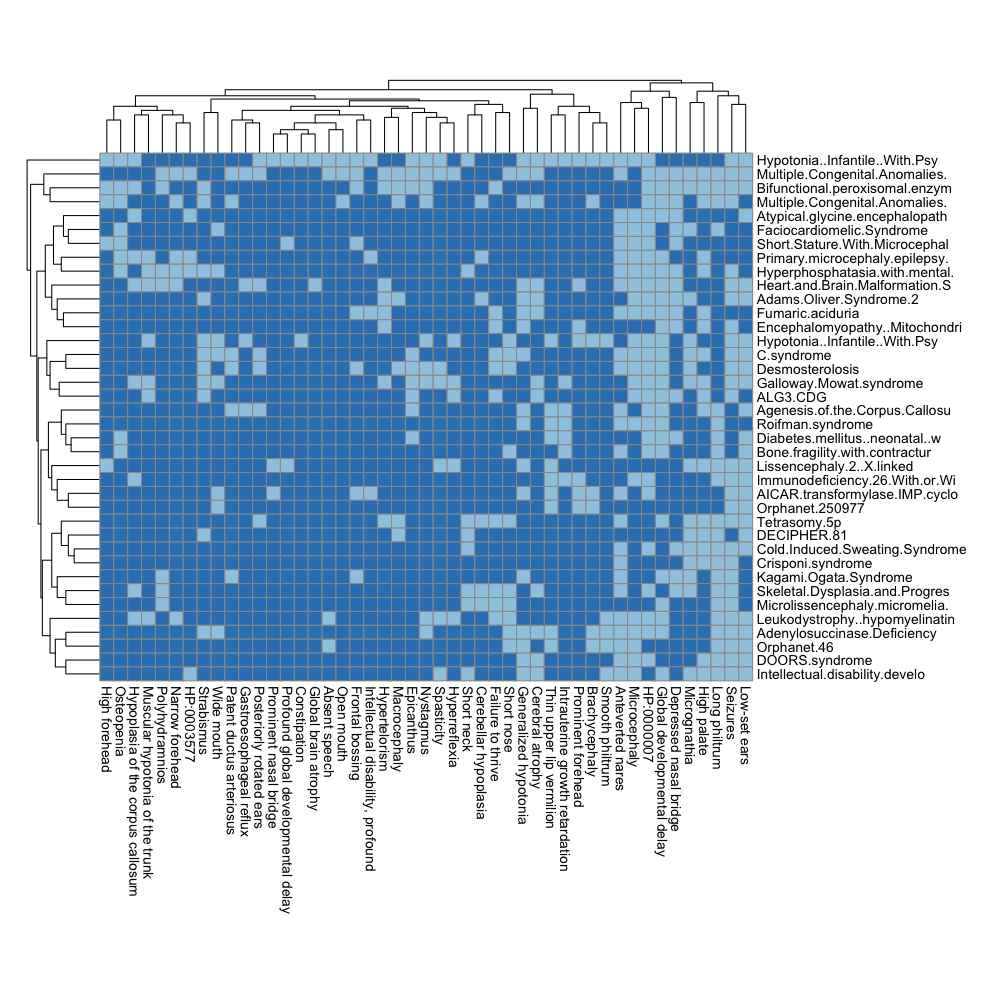 Hypotonia..Infantile..With.Psy
Multiple.Congenital.Anomalies.
Bifunctional.peroxisomal.enzym
Multiple.Congenital.Anomalies.
Atypical.glycine.encephalopath
Faciocardiomelic.Syndrome
Short.Stature.With.Microcephal
Primary.microcephaly.epilepsy.
Hyperphosphatasia.with.mental.
Heart.and.Brain.Malformation.S
Adams.Oliver.Syndrome.2
Fumaric.aciduria
Encephalomyopathy..Mitochondri
Hypotonia..Infantile..With.Psy
C.syndrome
Desmosterolosis
Galloway.Mowat.syndrome
ALG3.CDG
Agenesis.of.the.Corpus.Callosu
Roifman.syndrome
Diabetes.mellitus..neonatal..w
Bone.fragility.with.contractur
Lissencephaly.2..X.linked
Immunodeficiency.26.With.or.Wi
AICAR.transformylase.IMP.cyclo
Orphanet.250977
Tetrasomy.5p
DECIPHER.81
Cold.Induced.Sweating.Syndrome
Crisponi.syndrome
Kagami.Ogata.Syndrome
Skeletal.Dysplasia.and.Progres
Microlissencephaly.micromelia.
Leukodystrophy..hypomyelinatin
Adenylosuccinase.Deficiency
Orphanet.46
DOORS.syndrome
Intellectual.disability.develo
High forehead
Osteopenia
Hypoplasia of the corpus callosum
Muscular hypotonia of the trunk
Polyhydramnios
Narrow forehead
HP:0003577
Strabismus
Wide mouth
Patent ductus arteriosus
Gastroesophageal reflux
Posteriorly rotated ears
Prominent nasal bridge
Profound global developmental delay
Constipation
Global brain atrophy
Absent speech
Open mouth
Frontal bossing
Intellectual disability, profound
Hypertelorism
Macrocephaly
Epicanthus
Nystagmus
Spasticity
Hyperreflexia
Short neck
Cerebellar hypoplasia
Failure to thrive
Short nose
Generalized hypotonia
Cerebral atrophy
Thin upper lip vermilion
Intrauterine growth retardation
Prominent forehead
Brachycephaly
Smooth philtrum
Anteverted nares
Microcephaly
HP:0000007
Global developmental delay
Depressed nasal bridge
Micrognathia
High palate
Long philtrum
Seizures
Low-set ears